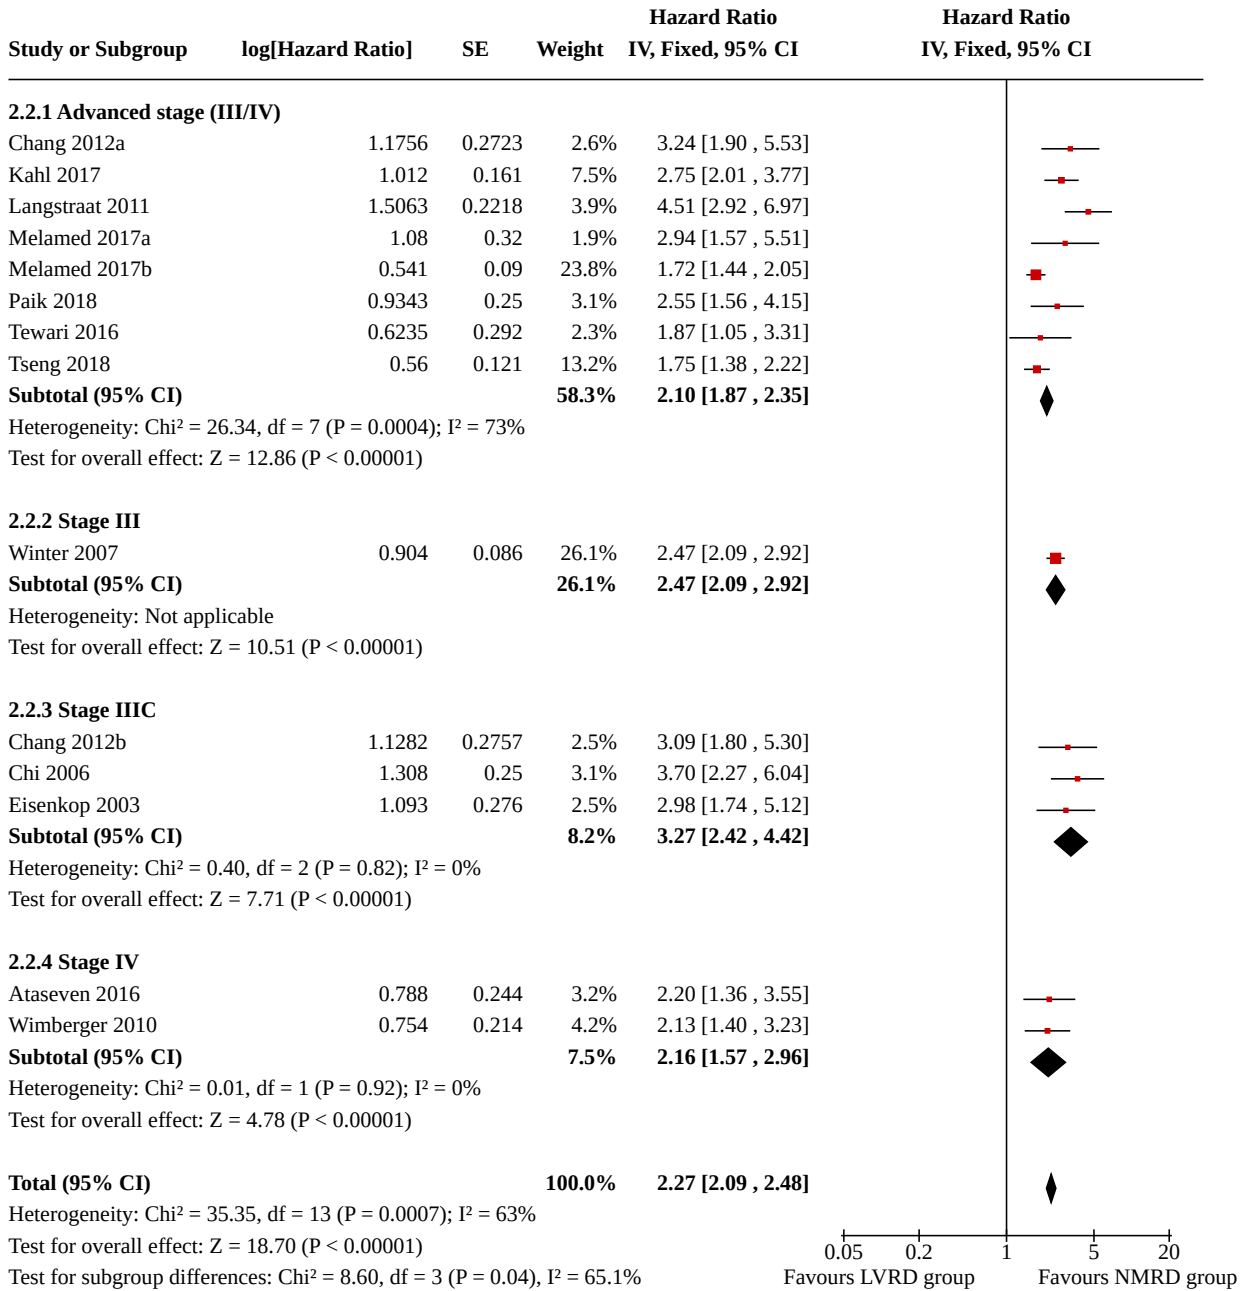 Hazard Ratio Hazard Ratio
Study or Subgroup log[Hazard Ratio] SE Weight IV, Fixed, 95% CI IV, Fixed, 95% CI
2.2.1 Advanced stage (III/IV)
Chang 2012a 1.1756 0.2723 2.6% 3.24 [1.90 , 5.53]
Kahl 2017 1.012 0.161 7.5% 2.75 [2.01 , 3.77]
Langstraat 2011 1.5063 0.2218 3.9% 4.51 [2.92 , 6.97]
Melamed 2017a 1.08 0.32 1.9% 2.94 [1.57 , 5.51]
Melamed 2017b 0.541 0.09 23.8% 1.72 [1.44 , 2.05]
Paik 2018 0.9343 0.25 3.1% 2.55 [1.56 , 4.15]
Tewari 2016 0.6235 0.292 2.3% 1.87 [1.05 , 3.31]
Tseng 2018 0.56 0.121 13.2% 1.75 [1.38 , 2.22]
Subtotal (95% CI) 58.3% 2.10 [1.87 , 2.35]
Heterogeneity: Chi² = 26.34, df = 7 (P = 0.0004); I² = 73%
Test for overall effect: Z = 12.86 (P < 0.00001)
2.2.2 Stage III
Winter 2007 0.904 0.086 26.1% 2.47 [2.09 , 2.92]
Subtotal (95% CI) 26.1% 2.47 [2.09 , 2.92]
Heterogeneity: Not applicable
Test for overall effect: Z = 10.51 (P < 0.00001)
2.2.3 Stage IIIC
Chang 2012b 1.1282 0.2757 2.5% 3.09 [1.80 , 5.30]
Chi 2006 1.308 0.25 3.1% 3.70 [2.27 , 6.04]
Eisenkop 2003 1.093 0.276 2.5% 2.98 [1.74 , 5.12]
Subtotal (95% CI) 8.2% 3.27 [2.42 , 4.42]
Heterogeneity: Chi² = 0.40, df = 2 (P = 0.82); I² = 0%
Test for overall effect: Z = 7.71 (P < 0.00001)
2.2.4 Stage IV
Ataseven 2016 0.788 0.244 3.2% 2.20 [1.36 , 3.55]
Wimberger 2010 0.754 0.214 4.2% 2.13 [1.40 , 3.23]
Subtotal (95% CI) 7.5% 2.16 [1.57 , 2.96]
Heterogeneity: Chi² = 0.01, df = 1 (P = 0.92); I² = 0%
Test for overall effect: Z = 4.78 (P < 0.00001)
Total (95% CI) 100.0% 2.27 [2.09 , 2.48]
Heterogeneity: Chi² = 35.35, df = 13 (P = 0.0007); I² = 63%
Test for overall effect: Z = 18.70 (P < 0.00001) 0.05 0.2 1 5 20
Test for subgroup differences: Chi² = 8.60, df = 3 (P = 0.04), I² = 65.1% Favours LVRD group Favours NMRD group